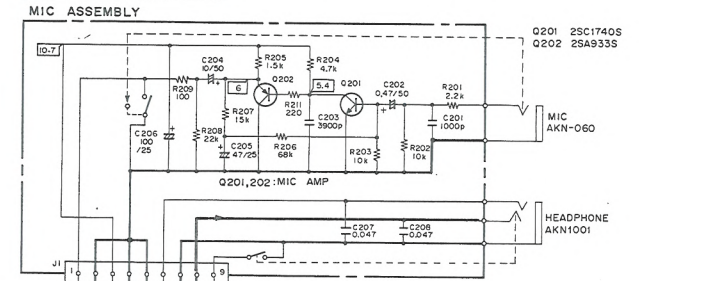 MIC ASSEMBLY
Q201 2SC1740S
Q202 2SA933S
10.7
C204
10/50
R205
1.5k
R204
4.7k
Q202
Q201
6
5.4
C202
0.47/50
R201
2.2k
R209
100
R211
220
R207
15k
C203
3900p
C201
1000p
MIC
AKN-060
C206
100
/25
R208
22k
C205
47/25
R206
68k
R203
10k
R202
10k
Q201,202:MIC AMP
HEADPHONE
AKN1001
C207
0.047
C208
0.047
J1
1
9